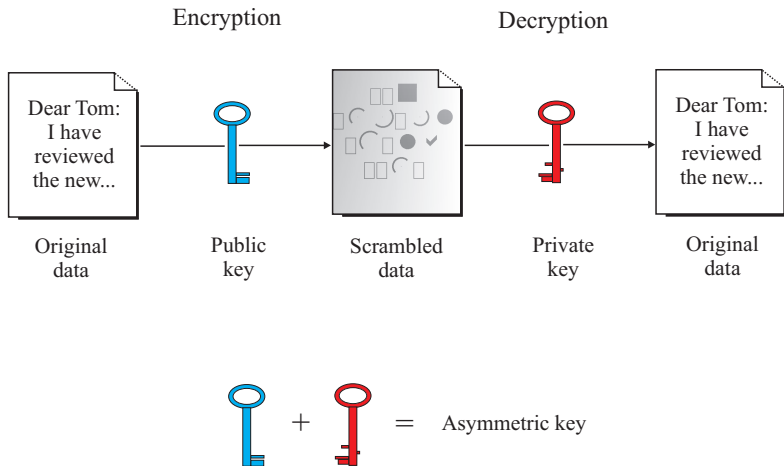 Encryption
Decryption
Dear Tom:
I have
reviewed
the new...
Dear Tom:
I have
reviewed
the new...
Original
data
Public
key
Scrambled
data
Private
key
Original
data
+ = Asymmetric key